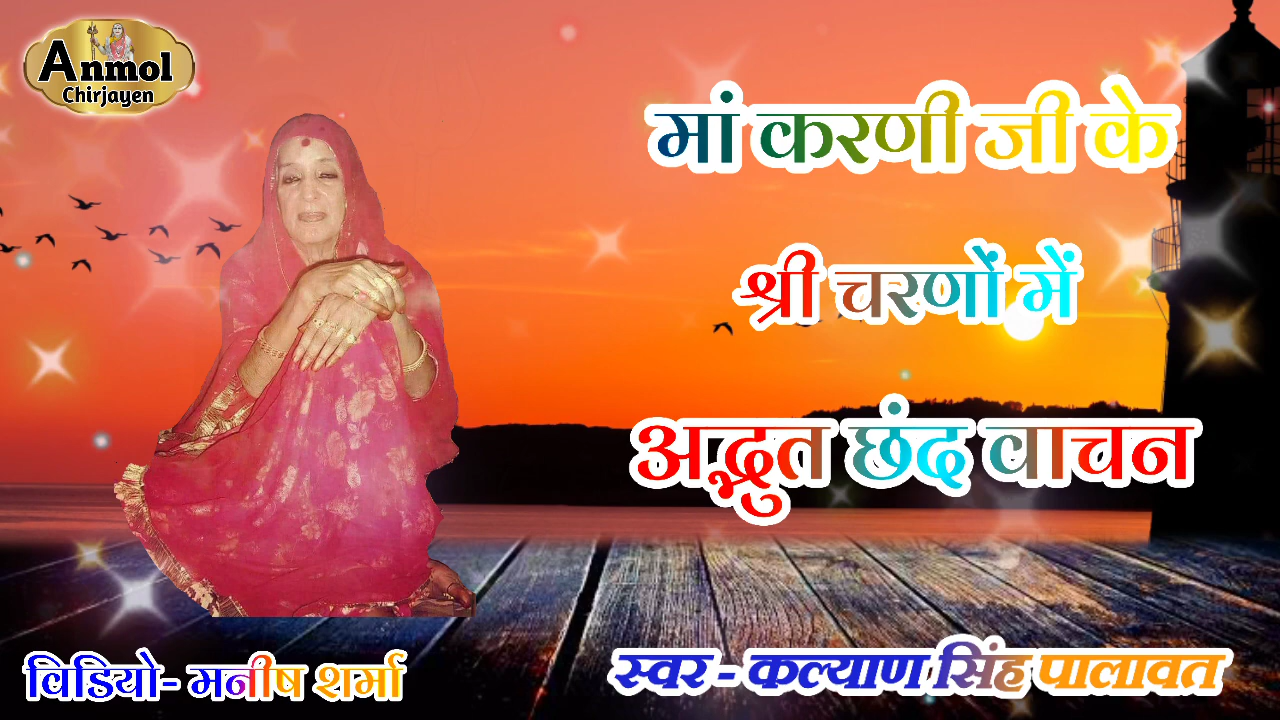 Anmol
Chirjayen
मां करणी जी के
श्री चरणों में
अद्भुत छंद वाचन
विडियो- मनीष शर्मा
स्वर - कल्याण सिंह पालावत